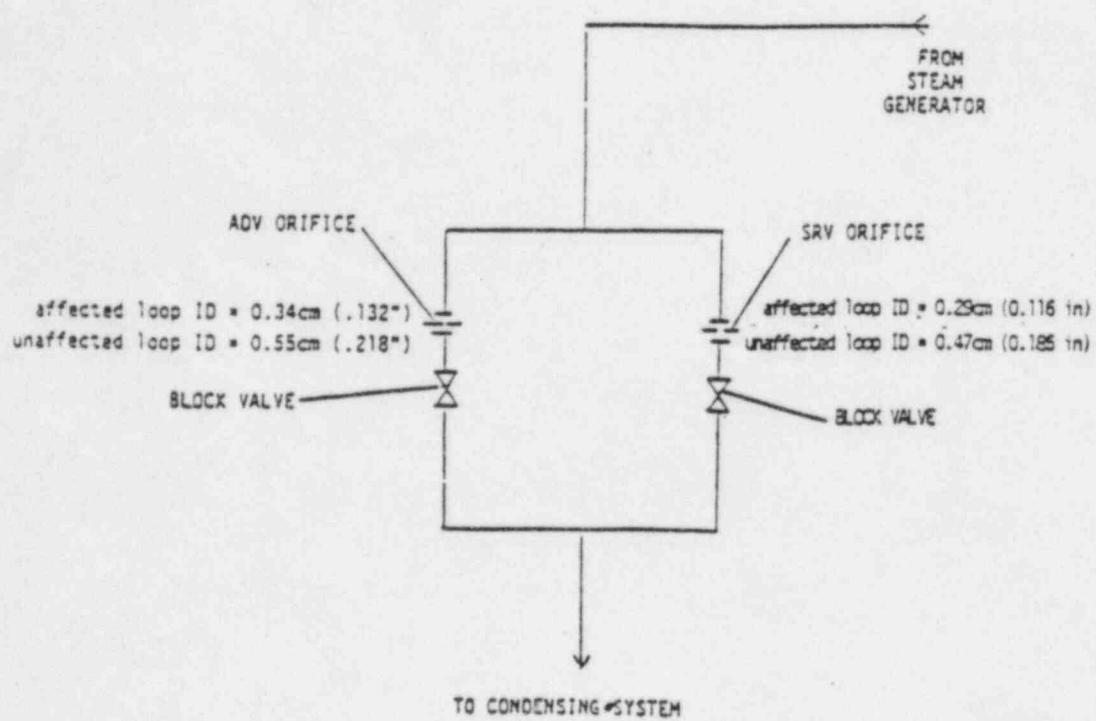 FROM
STEAM
GENERATOR
ADV ORIFICE
SRV ORIFICE
affected loop ID = 0.34cm (.132")
unaffected loop ID = 0.55cm (.218")
affected loop ID = 0.29cm (0.116 in)
unaffected loop ID = 0.47cm (0.185 in)
BLOCK VALVE
BLOCK VALVE
TO CONDENSING SYSTEM